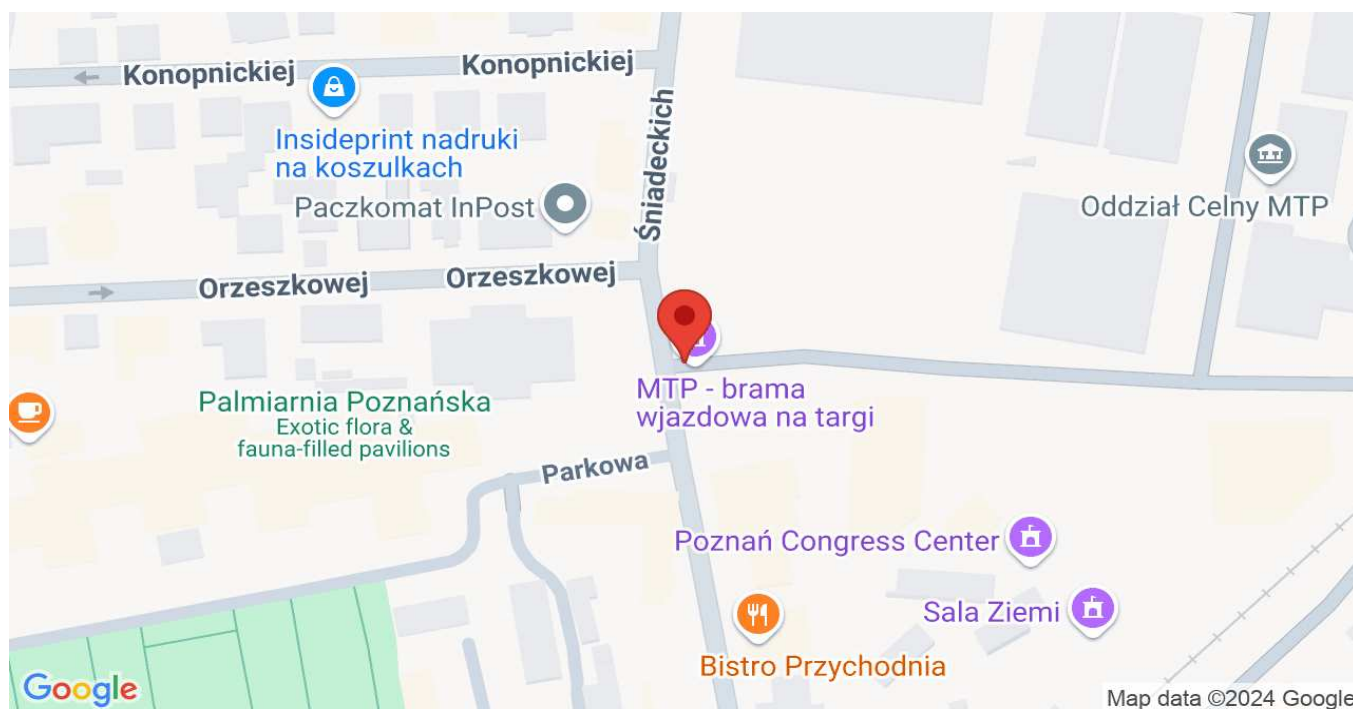 Konopnickiej
Konopnickiej
Insideprint nadruki
na koszulkach
Śniadeckich
Paczkomat InPost
Oddział Celny MTP
Orzeszkowej
Orzeszkowej
MTP - brama
wjazdowa na targi
Palmiarnia Poznańska
Exotic flora &
fauna-filled pavilions
Parkowa
Poznań Congress Center
Sala Ziemi
Bistro Przychodnia
Google
Map data ©2024 Google